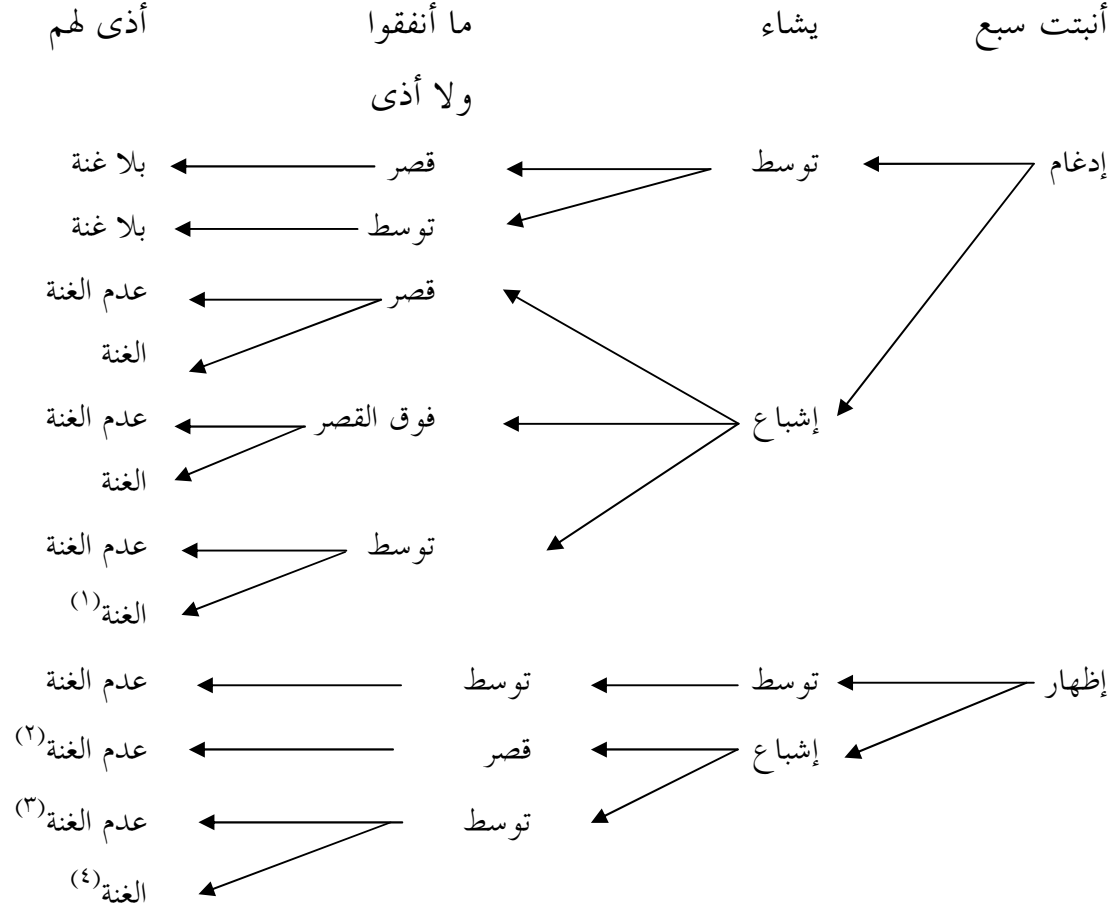 أنبتت سبع يشاء ما أنفقوا أذى لهم
ولا أذى
إدغام توسط قصر بلا غنة
توسط بلا غنة
قصر عدم الغنة
الغنة
إشباع فوق القصر عدم الغنة
الغنة
توسط عدم الغنة
الغنة(١)
إظهار توسط توسط عدم الغنة
إشباع قصر عدم الغنة(٢)
توسط عدم الغنة(٣)
الغنة(٤)